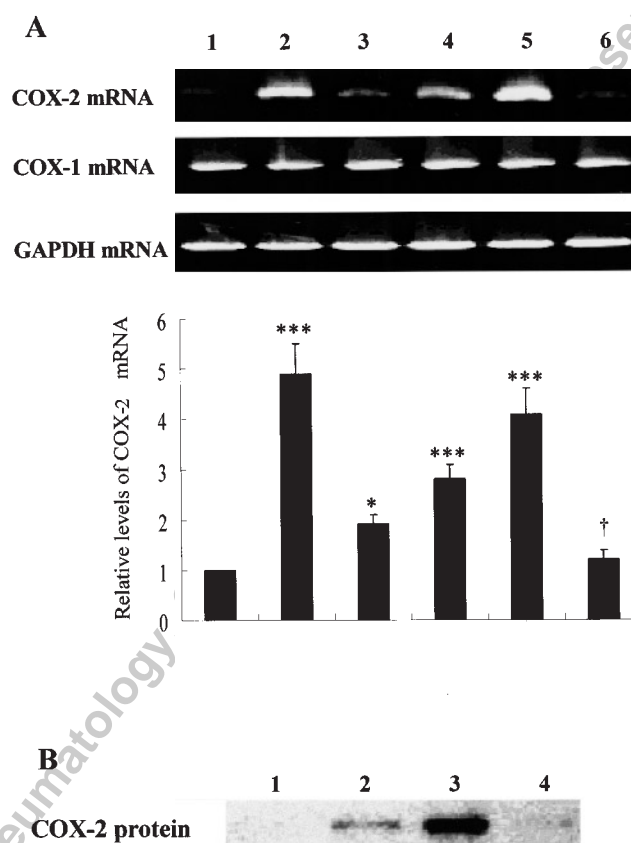 A
1 2 3 4 5 6
COX-2 mRNA
COX-1 mRNA
GAPDH mRNA
Relative levels of COX-2 mRNA
6
5
4
3
2
1
0
***
*
***
***
†
B
1 2 3 4
COX-2 protein